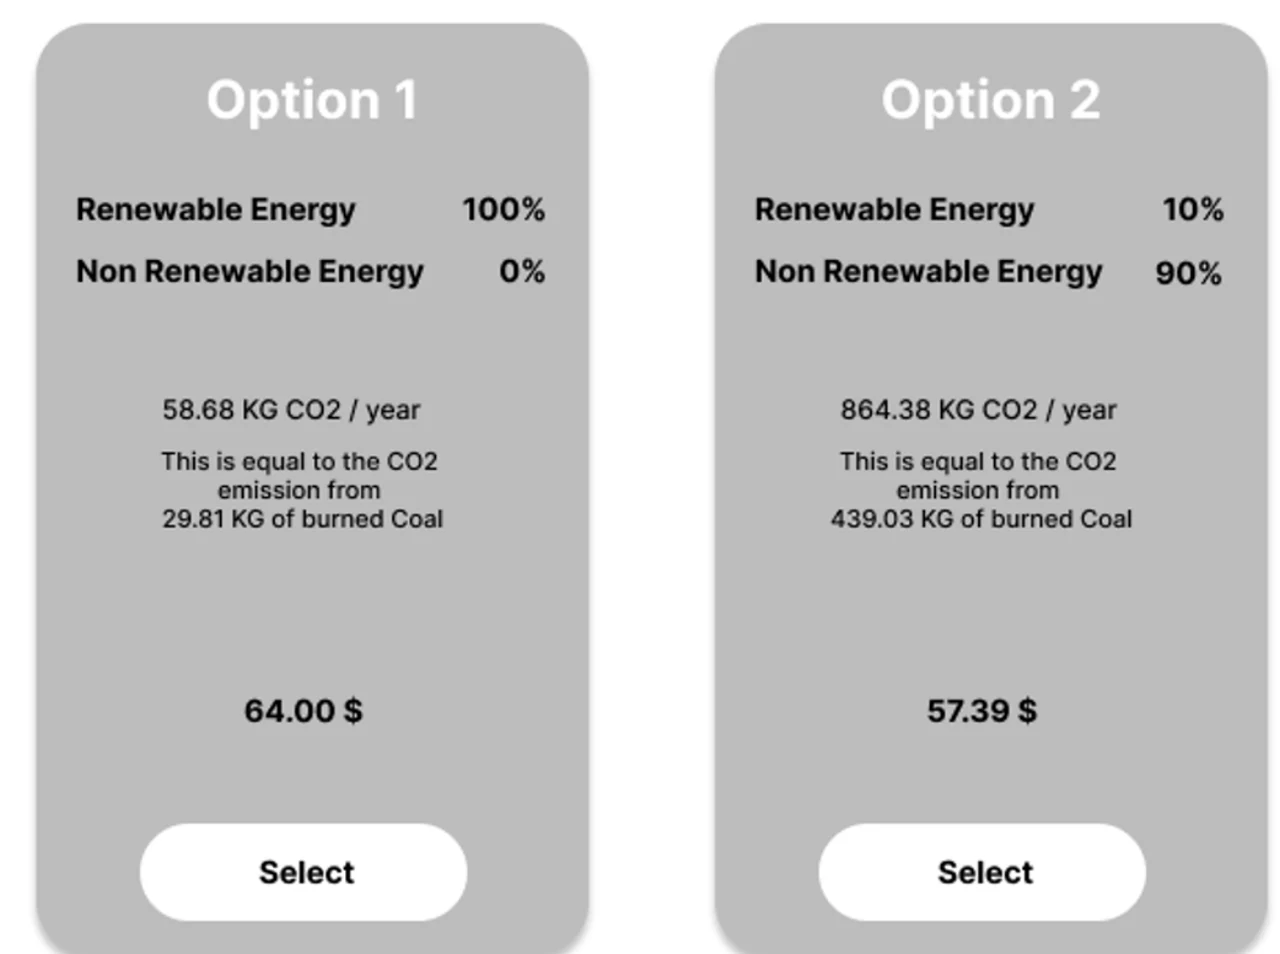 Option 1
Renewable Energy 100%
Non Renewable Energy 0%
58.68 KG CO2 / year
This is equal to the CO2
emission from
29.81 KG of burned Coal
64.00 $
Select
Option 2
Renewable Energy 10%
Non Renewable Energy 90%
864.38 KG CO2 / year
This is equal to the CO2
emission from
439.03 KG of burned Coal
57.39 $
Select